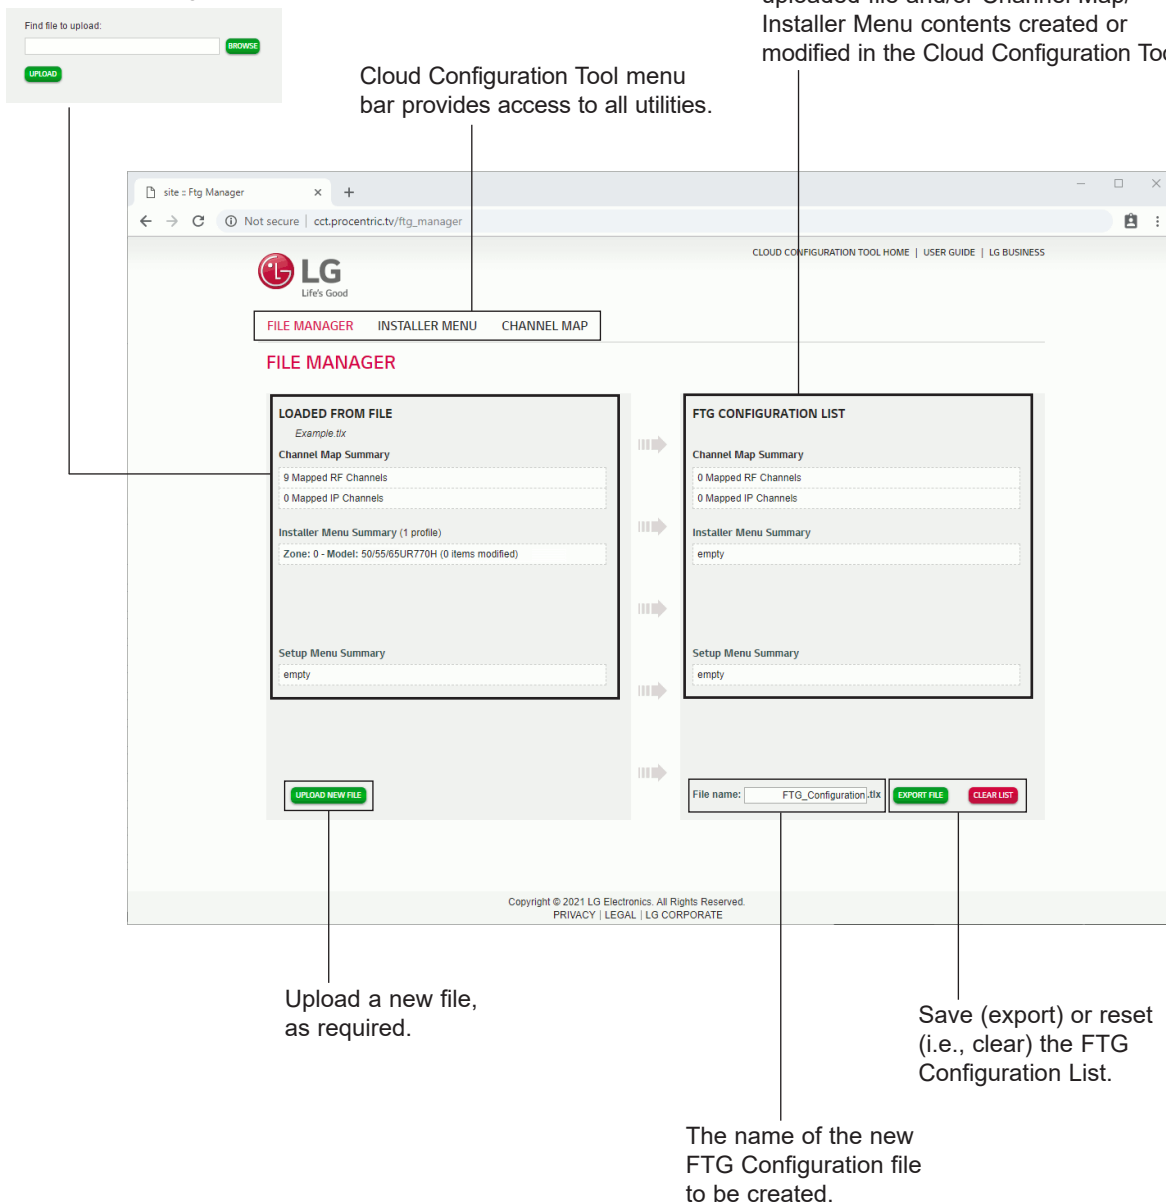 uploaded file and/or Channel Map/
Installer Menu contents created or
modified in the Cloud Configuration
Find file to upload:
BROWSE
UPLOAD
Cloud Configuration Tool menu
bar provides access to all utilities.
site :: Ftg Manager
Not secure | cct.procentric.tv/ftg_manager
CLOUD CONFIGURATION TOOL HOME | USER GUIDE | LG BUSINESS
LG
Life's Good
FILE MANAGER INSTALLER MENU CHANNEL MAP
FILE MANAGER
LOADED FROM FILE
Example.tlx
Channel Map Summary
9 Mapped RF Channels
0 Mapped IP Channels
Installer Menu Summary (1 profile)
Zone: 0 - Model: 50/55/65UR770H (0 items modified)
Setup Menu Summary
empty
UPLOAD NEW FILE
FTG CONFIGURATION LIST
Channel Map Summary
0 Mapped RF Channels
0 Mapped IP Channels
Installer Menu Summary
empty
Setup Menu Summary
empty
File name: FTG_Configuration .tlx EXPORT FILE CLEAR LIST
Copyright © 2021 LG Electronics. All Rights Reserved.
PRIVACY | LEGAL | LG CORPORATE
Upload a new file,
as required.
Save (export) or reset
(i.e., clear) the FTG
Configuration List.
The name of the new
FTG Configuration file
to be created.